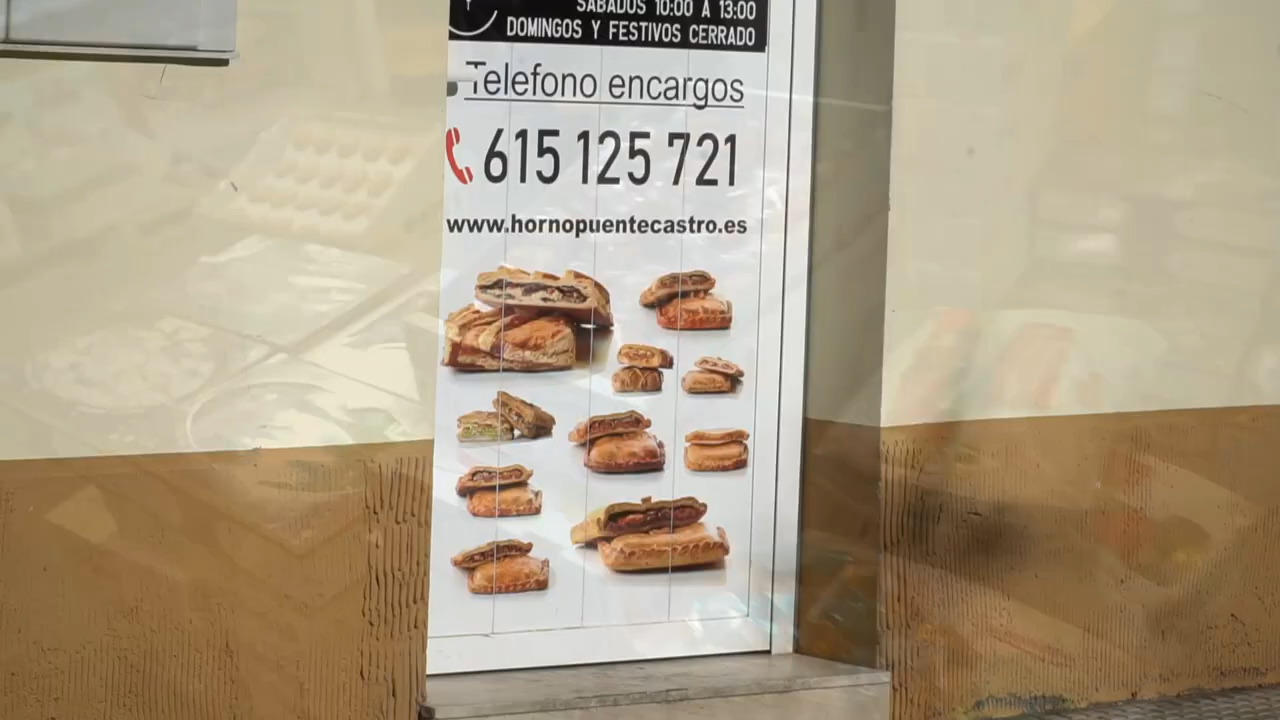 SÁBADOS 10:00 A 13:00
DOMINGOS Y FESTIVOS CERRADO
Telefono encargos
615 125 721
www.hornopuentecastro.es